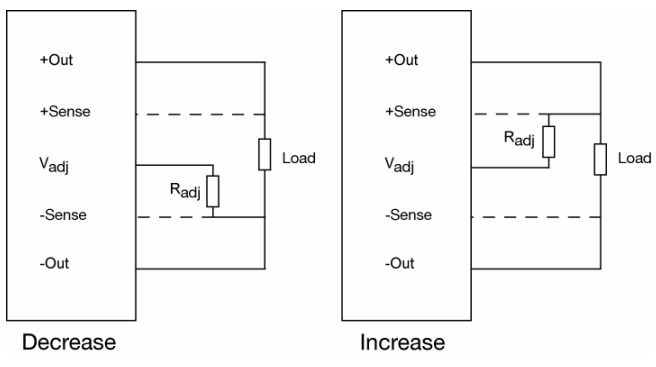 +Out
+Sense
Vadj
Radj
Load
-Sense
-Out
Decrease
+Out
+Sense
Radj
Vadj
Load
-Sense
-Out
Increase